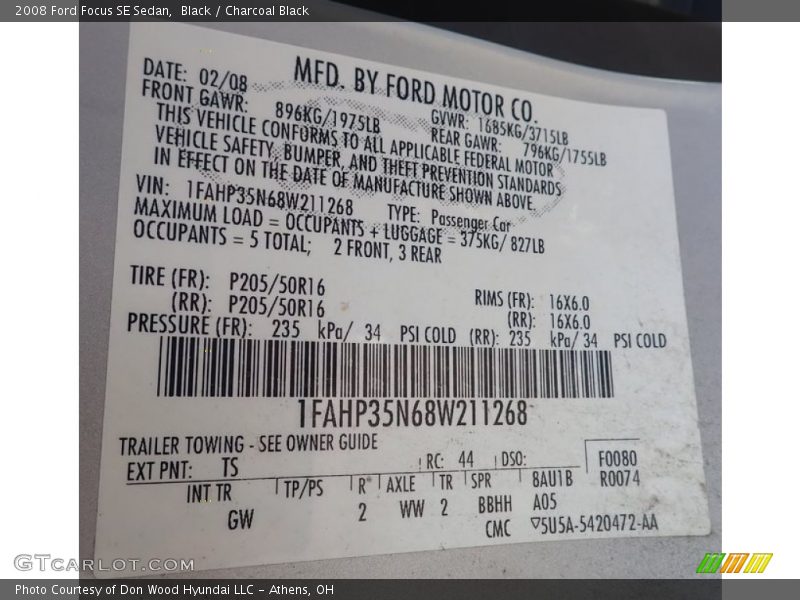 2008 Ford Focus SE Sedan,  Black / Charcoal Black
MFD. BY FORD MOTOR CO.
DATE: 02/08 GVWR: 1685KG/3715LB
FRONT GAWR: 896KG/1975LB REAR GAWR: 796KG/1755LB
THIS VEHICLE CONFORMS TO ALL APPLICABLE FEDERAL MOTOR
VEHICLE SAFETY, BUMPER, AND THEFT PREVENTION STANDARDS
IN EFFECT ON THE DATE OF MANUFACTURE SHOWN ABOVE.
VIN: 1FAHP35N68W211268 TYPE: Passenger Car
MAXIMUM LOAD = OCCUPANTS + LUGGAGE = 375KG/ 827LB
OCCUPANTS = 5 TOTAL; 2 FRONT, 3 REAR
TIRE (FR): P205/50R16 RIMS (FR): 16X6.0
(RR): P205/50R16 (RR): 16X6.0
PRESSURE (FR): 235 kPa/ 34 PSI COLD (RR): 235 kPa/ 34 PSI COLD
1FAHP35N68W211268
TRAILER TOWING - SEE OWNER GUIDE
EXT PNT: TS RC: 44 DSO: F0080
INT TR TP/PS R AXLE TR SPR 8AU1B R0074
GW 2 WW 2 BBHH A05
CMC ▽5U5A-5420472-AA
GTCARLOT.COM
Photo Courtesy of Don Wood Hyundai LLC - Athens, OH